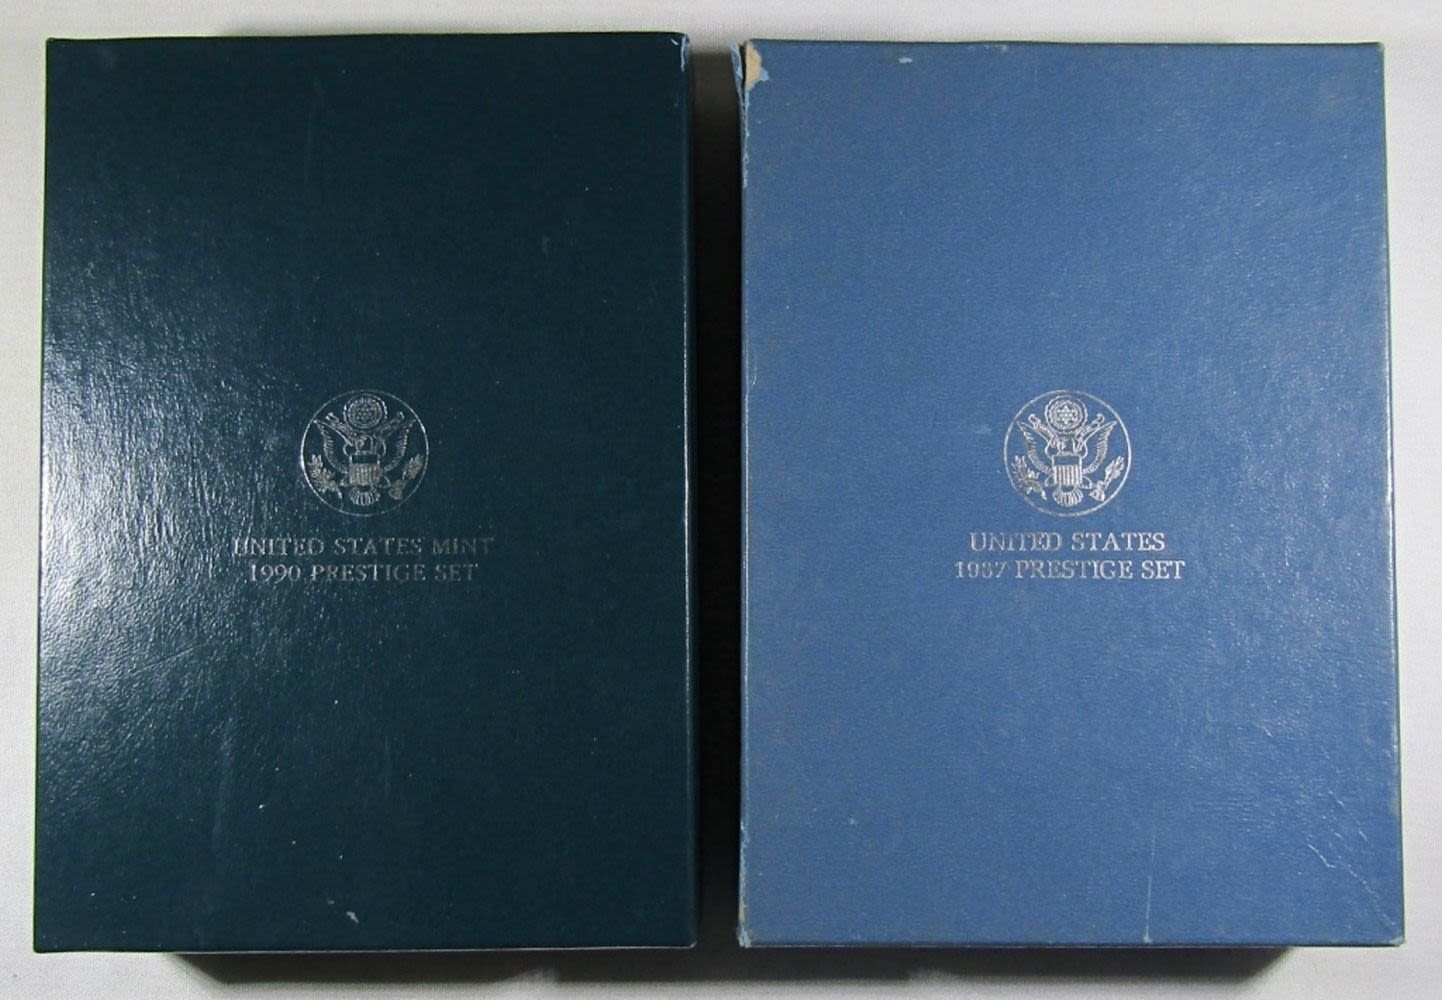 UNITED STATES MINT
1990 PRESTIGE SET
UNITED STATES
1987 PRESTIGE SET